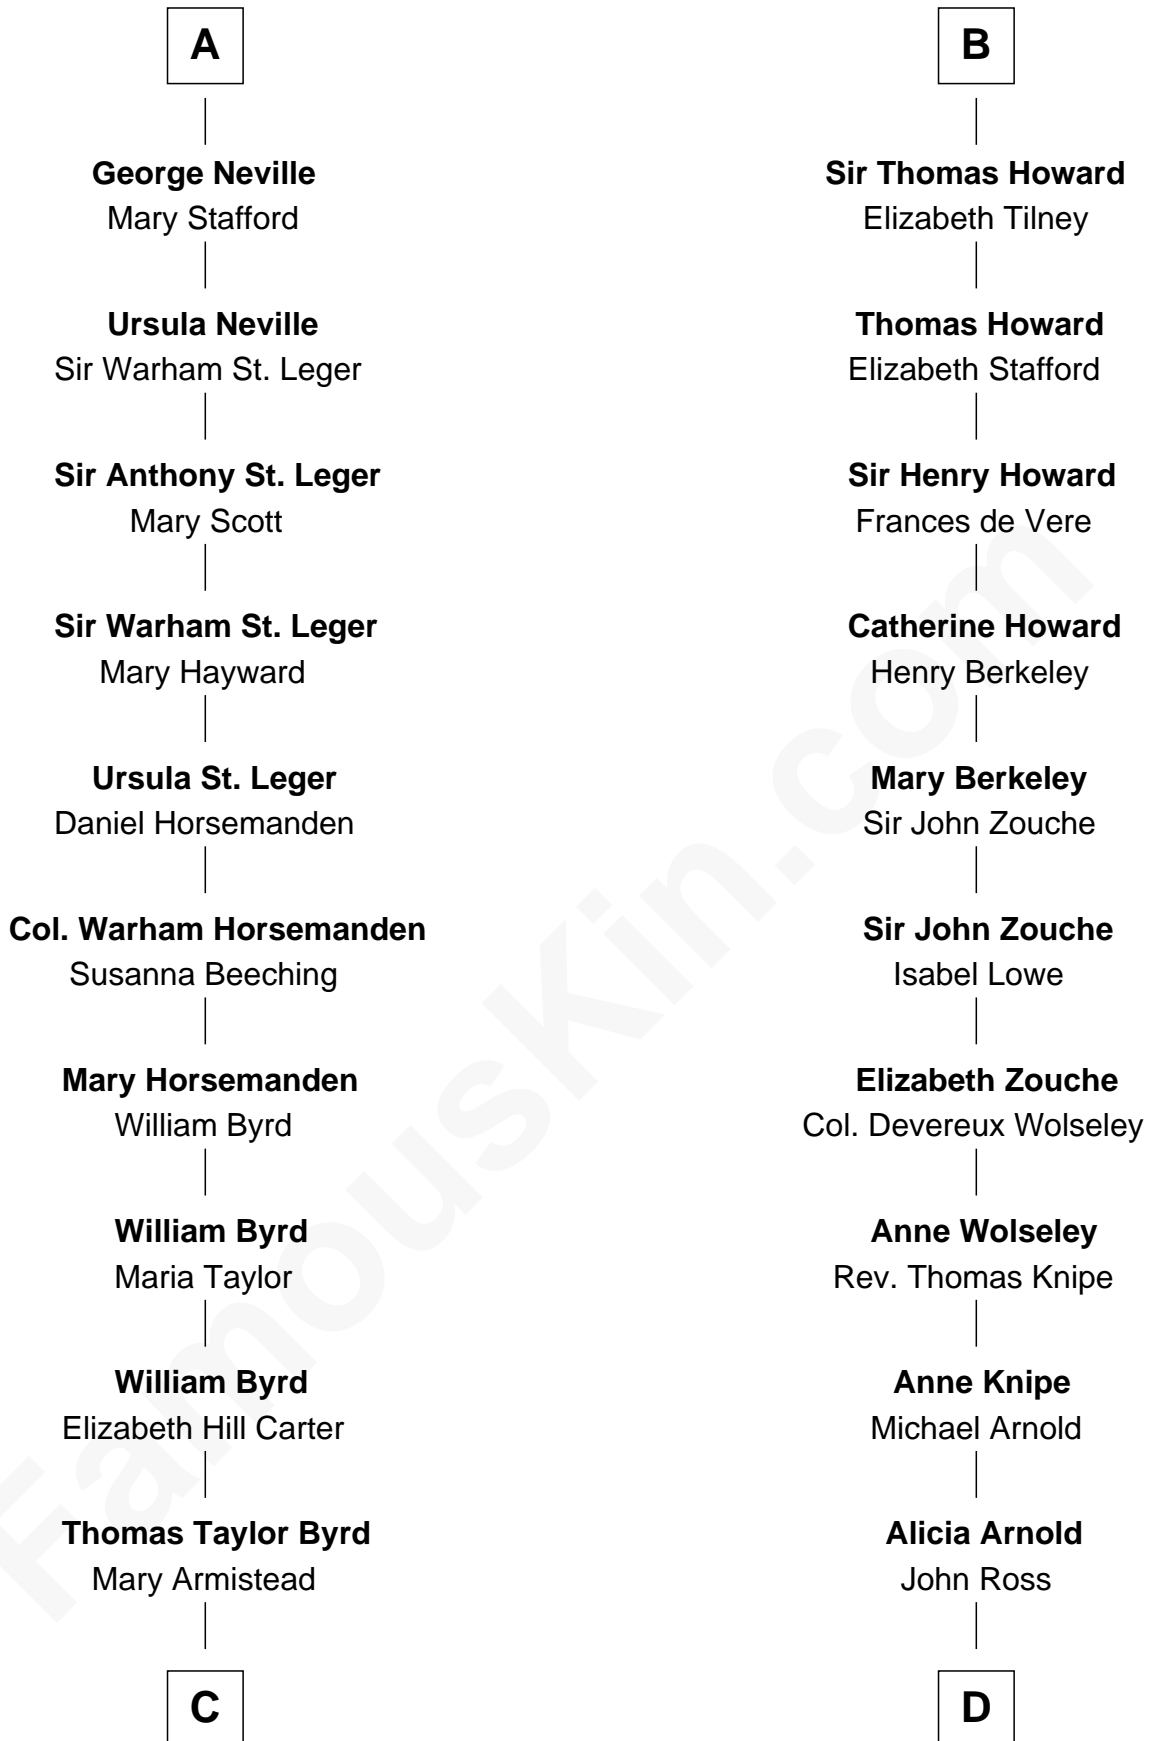 A
George Neville
Mary Stafford
Ursula Neville
Sir Warham St. Leger
Sir Anthony St. Leger
Mary Scott
Sir Warham St. Leger
Mary Hayward
Ursula St. Leger
Daniel Horsemanden
Col. Warham Horsemanden
Susanna Beeching
Mary Horsemanden
William Byrd
William Byrd
Maria Taylor
William Byrd
Elizabeth Hill Carter
Thomas Taylor Byrd
Mary Armistead
C
B
Sir Thomas Howard
Elizabeth Tilney
Thomas Howard
Elizabeth Stafford
Sir Henry Howard
Frances de Vere
Catherine Howard
Henry Berkeley
Mary Berkeley
Sir John Zouche
Sir John Zouche
Isabel Lowe
Elizabeth Zouche
Col. Devereux Wolseley
Anne Wolseley
Rev. Thomas Knipe
Anne Knipe
Michael Arnold
Alicia Arnold
John Ross
D
FamousKin.com